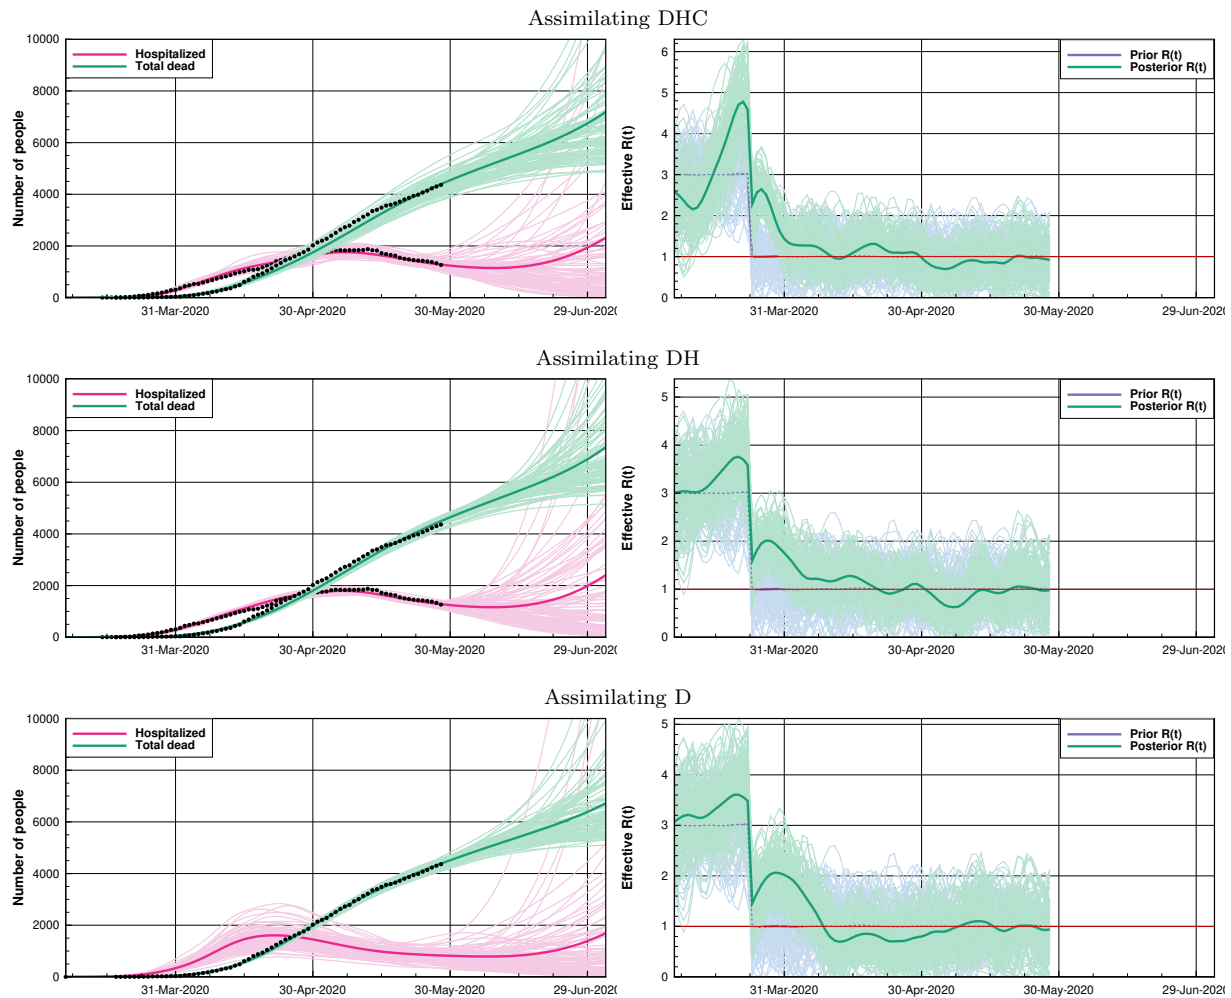 Assimilating DHC
Number of people
10000
8000
6000
4000
2000
0
Hospitalized
Total dead
31-Mar-2020 30-Apr-2020 30-May-2020 29-Jun-202
Effective R(t)
6
5
4
3
2
1
0
Prior R(t)
Posterior R(t)
31-Mar-2020 30-Apr-2020 30-May-2020 29-Jun-202
Assimilating DH
Number of people
10000
8000
6000
4000
2000
0
Hospitalized
Total dead
31-Mar-2020 30-Apr-2020 30-May-2020 29-Jun-202
Effective R(t)
5
4
3
2
1
0
Prior R(t)
Posterior R(t)
31-Mar-2020 30-Apr-2020 30-May-2020 29-Jun-202
Assimilating D
Number of people
10000
8000
6000
4000
2000
0
Hospitalized
Total dead
31-Mar-2020 30-Apr-2020 30-May-2020 29-Jun-202
Effective R(t)
5
4
3
2
1
0
Prior R(t)
Posterior R(t)
31-Mar-2020 30-Apr-2020 30-May-2020 29-Jun-202